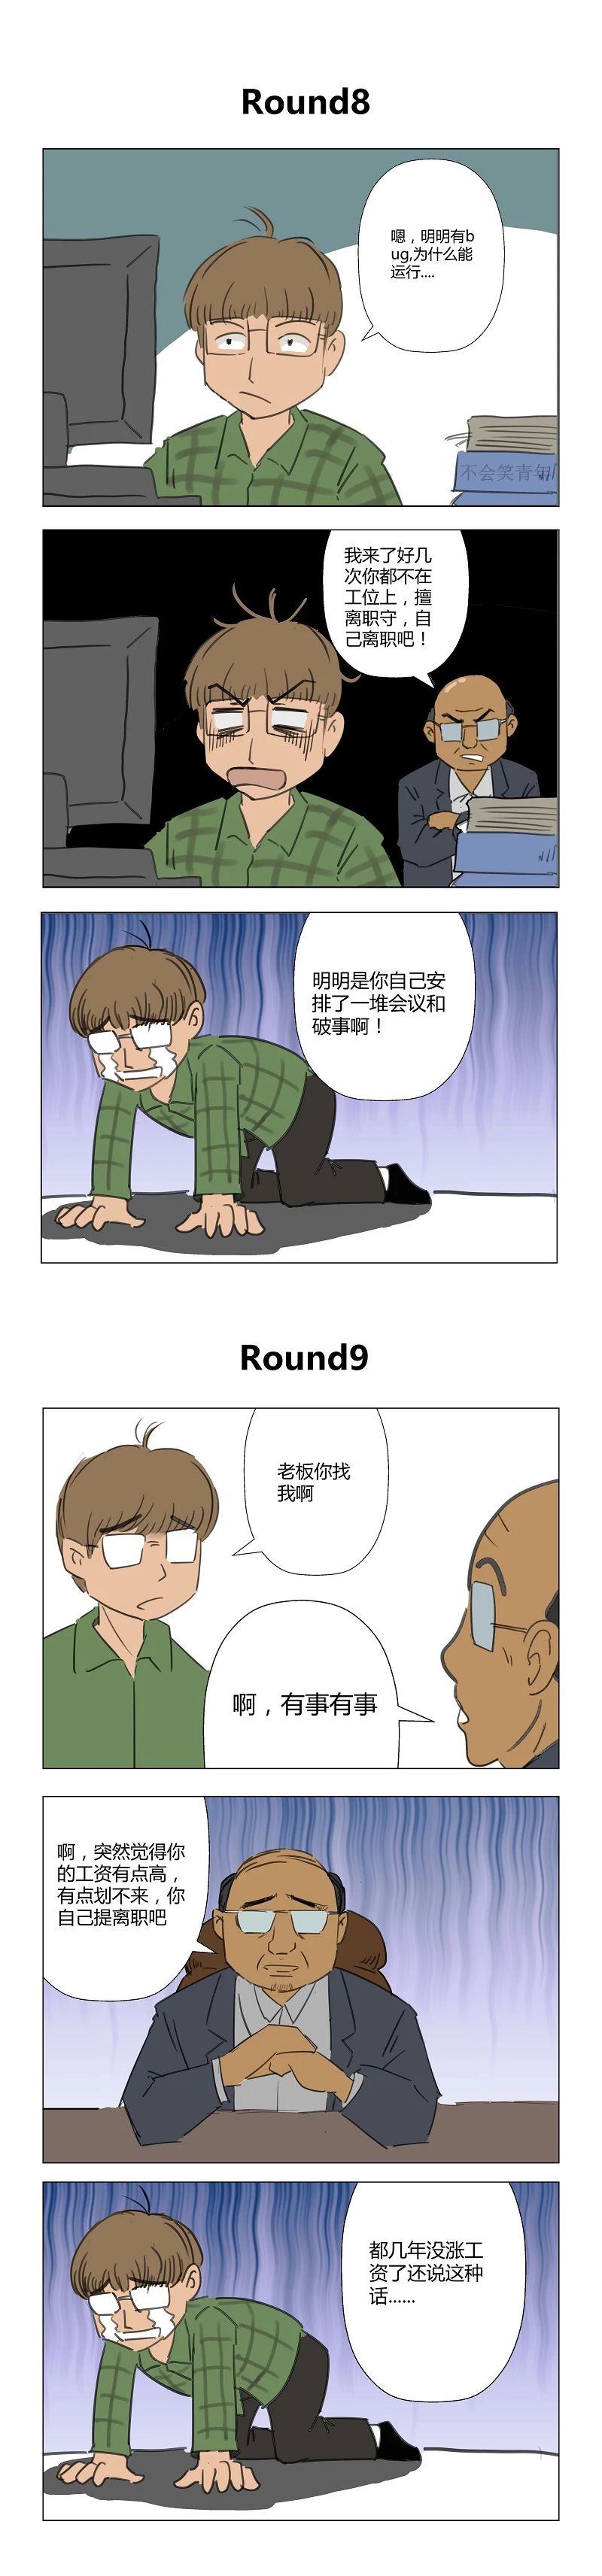 Round8
嗯，明明有b
ug,为什么能
运行....
不会笑青年
我来了好几
次你都不在
工位上，擅
离职守，自
己离职吧！
明明是你自己安
排了一堆会议和
破事啊！
Round9
老板你找
我啊
啊，有事有事
啊，突然觉得你
的工资有点高，
有点划不来，你
自己提离职吧
都几年没涨工
资了还说这种
话......